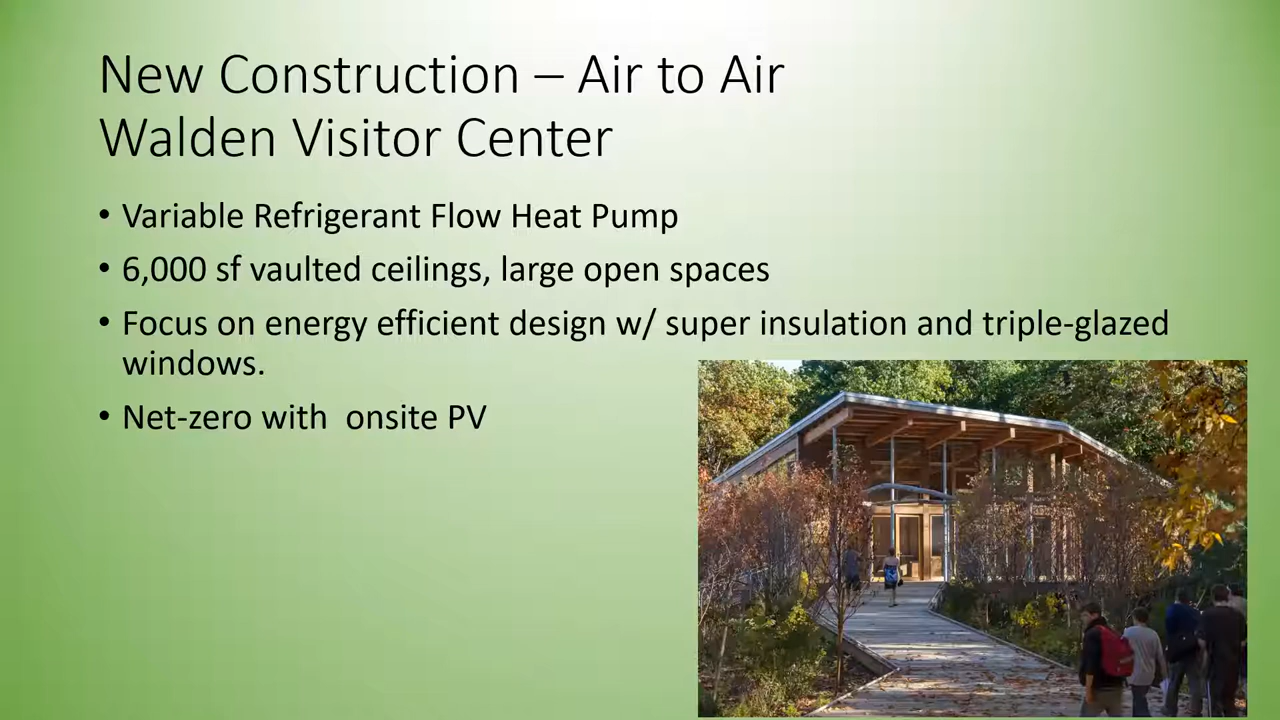 New Construction – Air to Air
Walden Visitor Center
• Variable Refrigerant Flow Heat Pump
• 6,000 sf vaulted ceilings, large open spaces
• Focus on energy efficient design w/ super insulation and triple-glazed
windows.
• Net-zero with  onsite PV